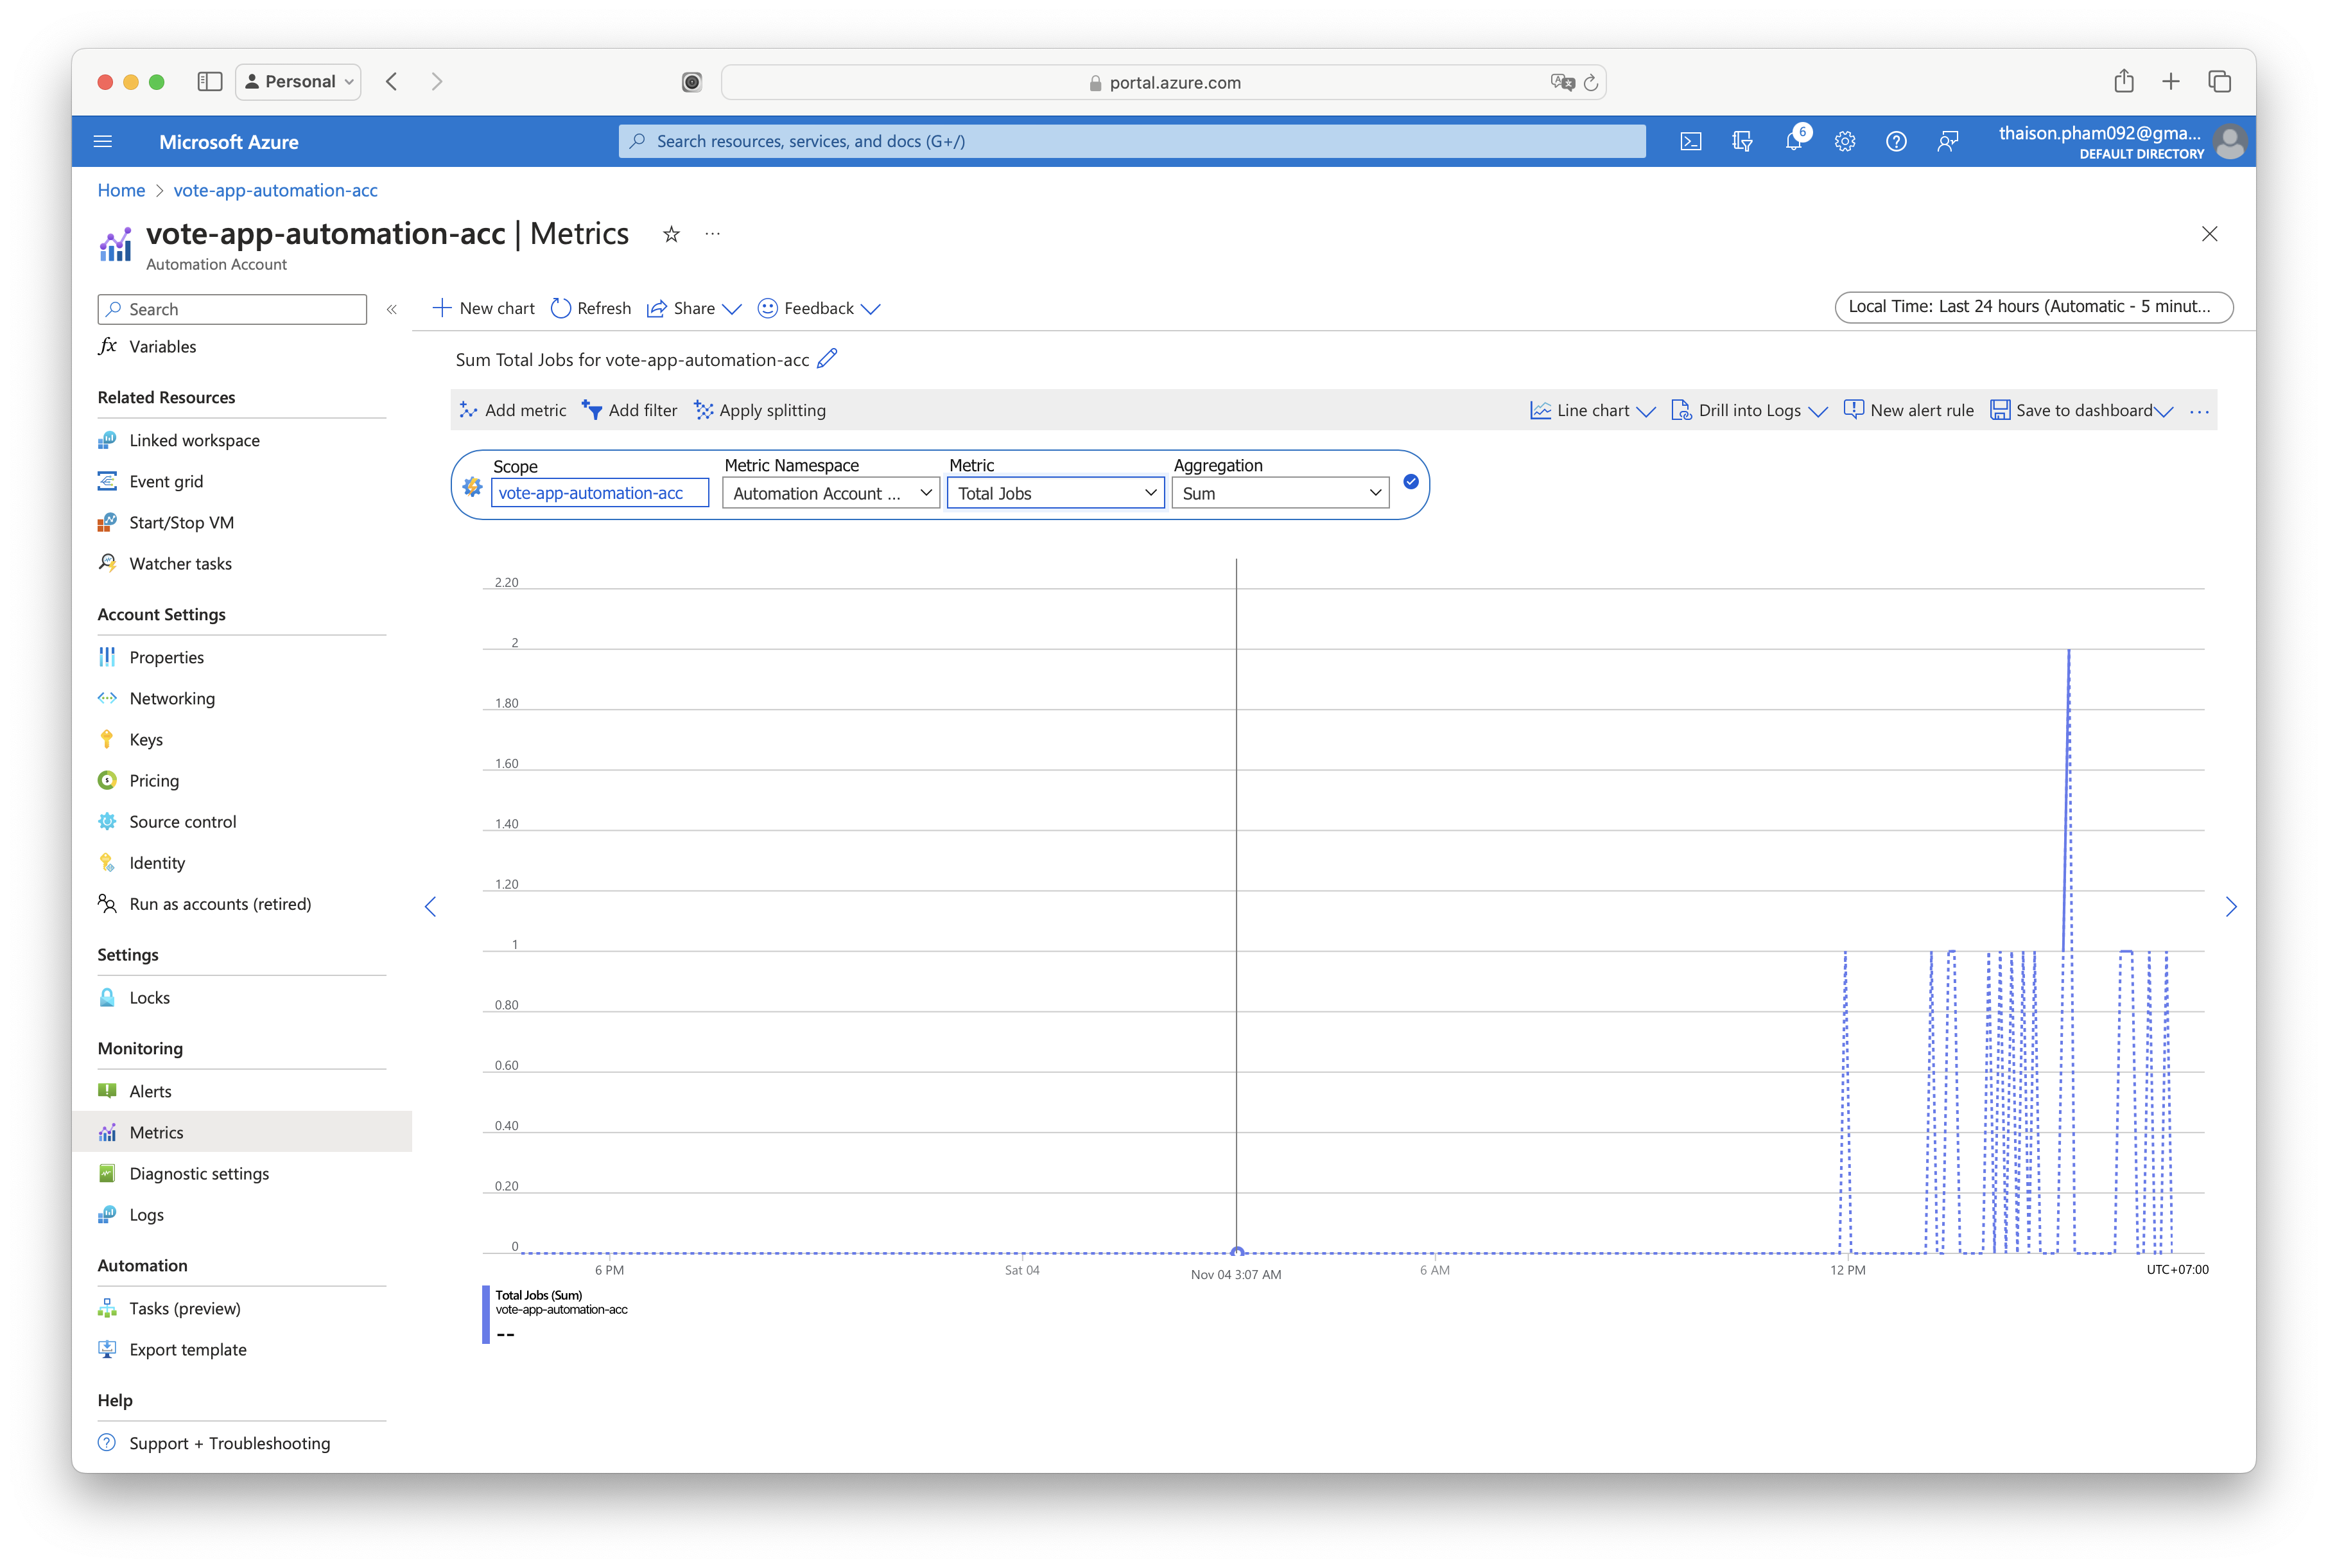 Personal
portal.azure.com
Microsoft Azure
Search resources, services, and docs (G+/)
6
thaison.pham092@gma...
DEFAULT DIRECTORY
Home > vote-app-automation-acc
vote-app-automation-acc | Metrics
Automation Account
Search
New chart Refresh Share Feedback
Local Time: Last 24 hours (Automatic - 5 minut...
Variables
Related Resources
Linked workspace
Event grid
Start/Stop VM
Watcher tasks
Account Settings
Properties
Networking
Keys
Pricing
Source control
Identity
Run as accounts (retired)
Settings
Locks
Monitoring
Alerts
Metrics
Diagnostic settings
Logs
Automation
Tasks (preview)
Export template
Help
Support + Troubleshooting
Sum Total Jobs for vote-app-automation-acc
Add metric Add filter Apply splitting Line chart Drill into Logs New alert rule Save to dashboard ...
Scope Metric Namespace Metric Aggregation
vote-app-automation-acc Automation Account ... Total Jobs Sum
2.20
2
1.80
1.60
1.40
1.20
1
0.80
0.60
0.40
0.20
0
6 PM Sat 04 Nov 04 3:07 AM 6 AM 12 PM UTC+07:00
Total Jobs (Sum)
vote-app-automation-acc
--